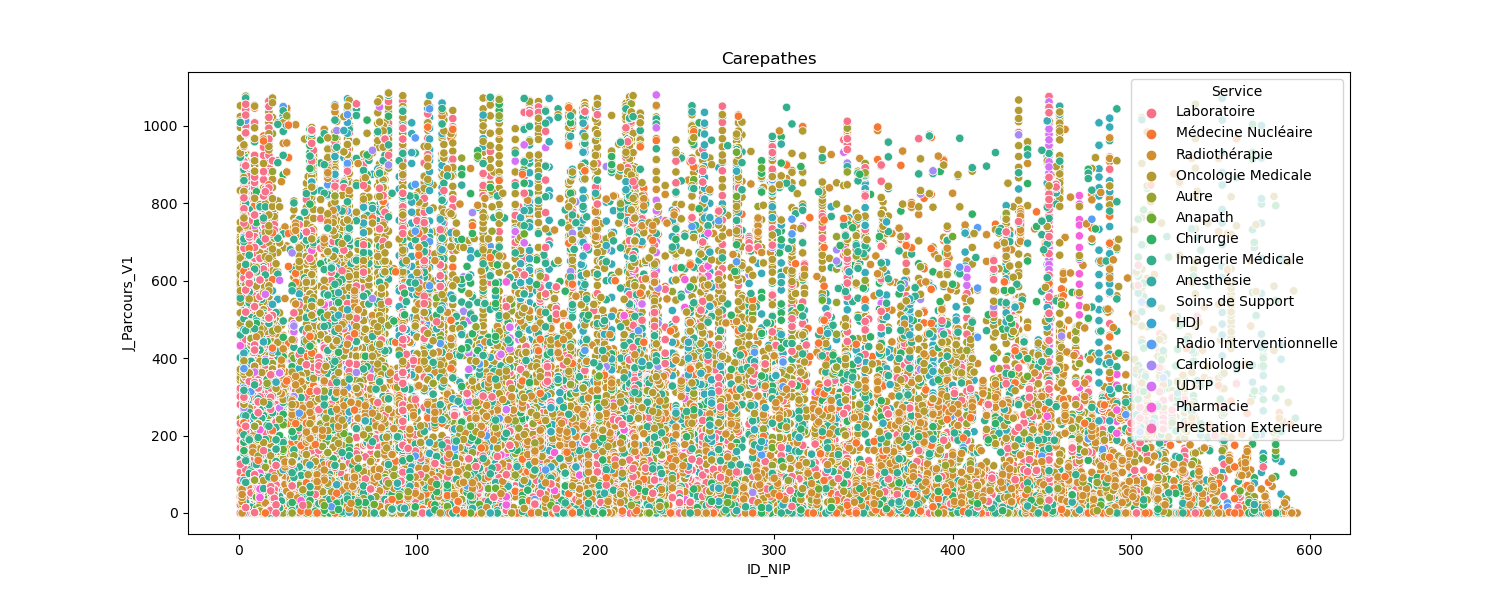 Carepathes
J_Parcours_V1
1000
800
600
400
200
0
0 100 200 300 400 500 600
ID_NIP
Service
Laboratoire
Médecine Nucléaire
Radiothérapie
Oncologie Medicale
Autre
Anapath
Chirurgie
Imagerie Médicale
Anesthésie
Soins de Support
HDJ
Radio Interventionnelle
Cardiologie
UDTP
Pharmacie
Prestation Exterieure